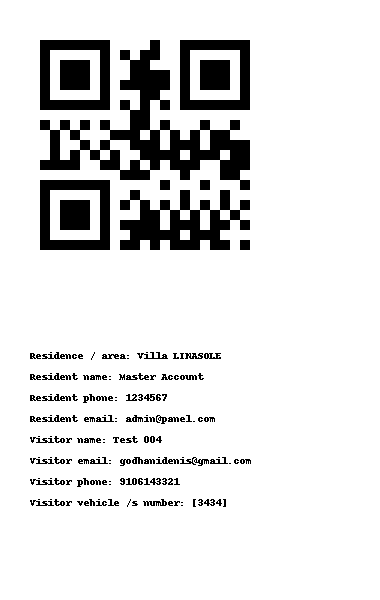 Residence / area: Villa LINASOLE
Resident name: Master Account
Resident phone: 1234567
Resident email: admin@panel.com
Visitor name: Test 004
Visitor email: godhanidenis@gmail.com
Visitor phone: 9106143321
Visitor vehicle /s number: [3434]